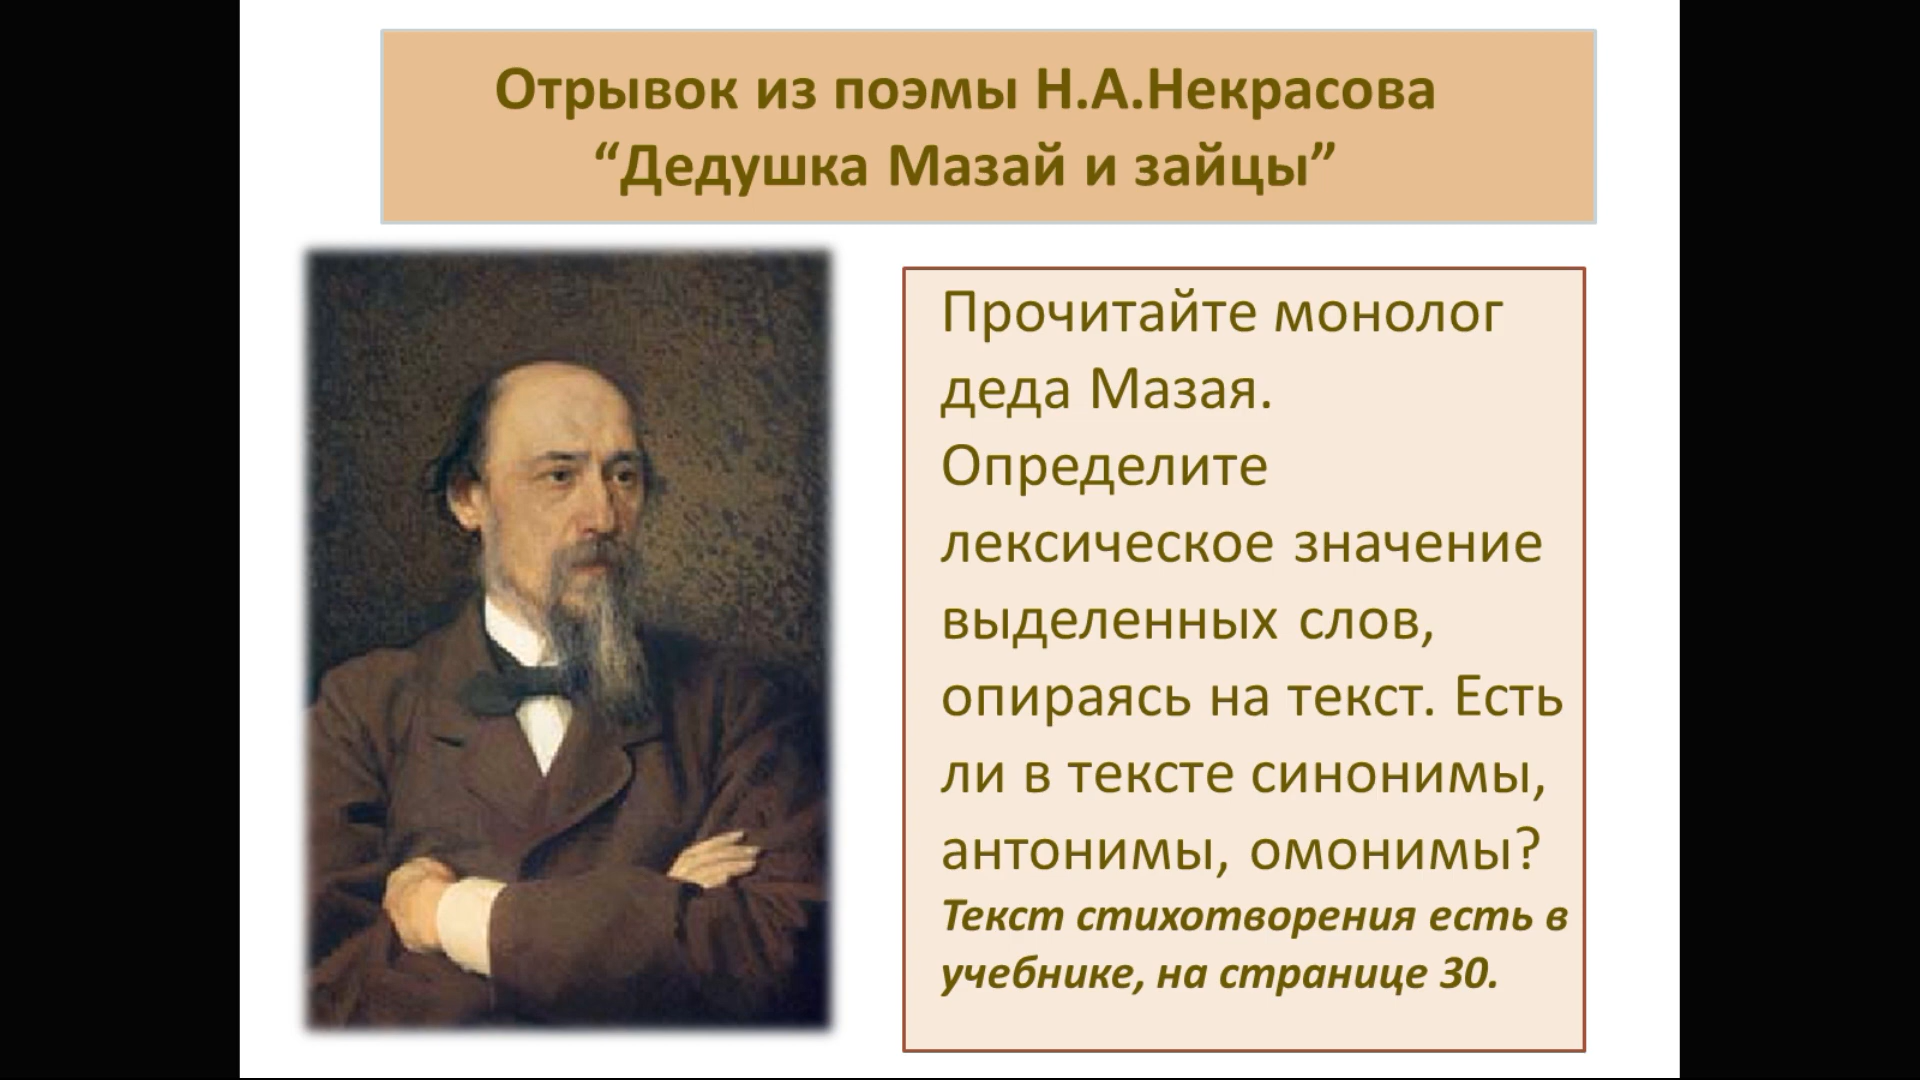 Отрывок из поэмы Н.А.Некрасова
“Дедушка Мазай и зайцы”
Прочитайте монолог
деда Мазая.
Определите
лексическое значение
выделенных слов,
опираясь на текст. Есть
ли в тексте синонимы,
антонимы, омонимы?
Текст стихотворения есть в
учебнике, на странице 30.